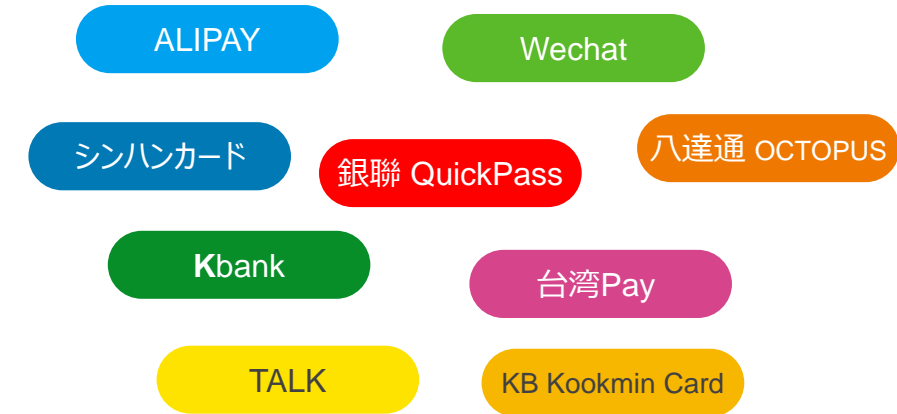 ALIPAY
Wechat
シンハンカード
銀聯 QuickPass
八達通 OCTOPUS
Kbank
台湾Pay
TALK
KB Kookmin Card